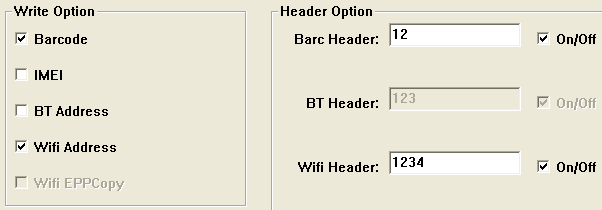 Write Option
Barcode
IMEI
BT Address
Wifi Address
Wifi EPPCopy
Header Option
Barc Header: 12 On/Off
BT Header: 123 On/Off
Wifi Header: 1234 On/Off